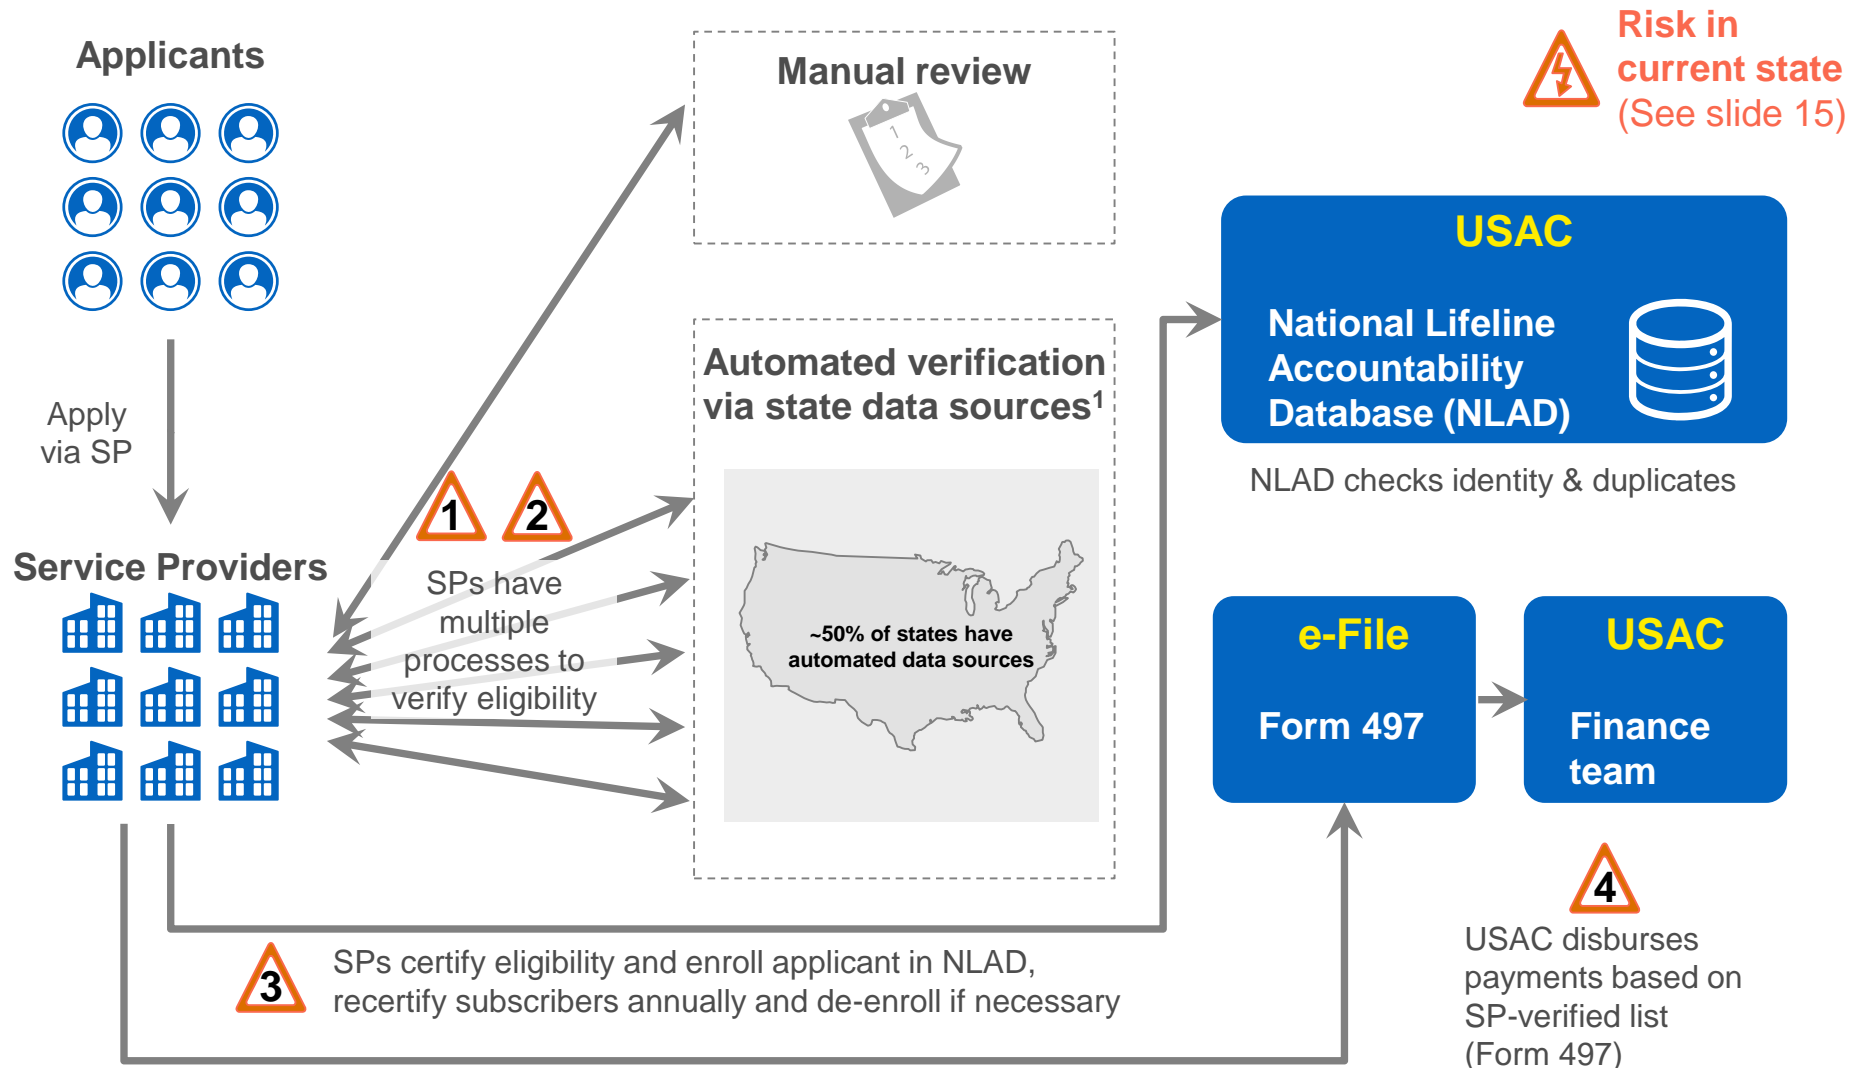 Applicants
Apply
via SP
Service Providers
Manual review
1
2
3
Automated verification
via state data sources¹
~50% of states have
automated data sources
1
2
SPs have
multiple
processes to
verify eligibility
3
SPs certify eligibility and enroll applicant in NLAD,
recertify subscribers annually and de-enroll if necessary
Risk in
current state
(See slide 15)
USAC
National Lifeline
Accountability
Database (NLAD)
NLAD checks identity & duplicates
e-File
Form 497
USAC
Finance
team
4
USAC disburses
payments based on
SP-verified list
(Form 497)